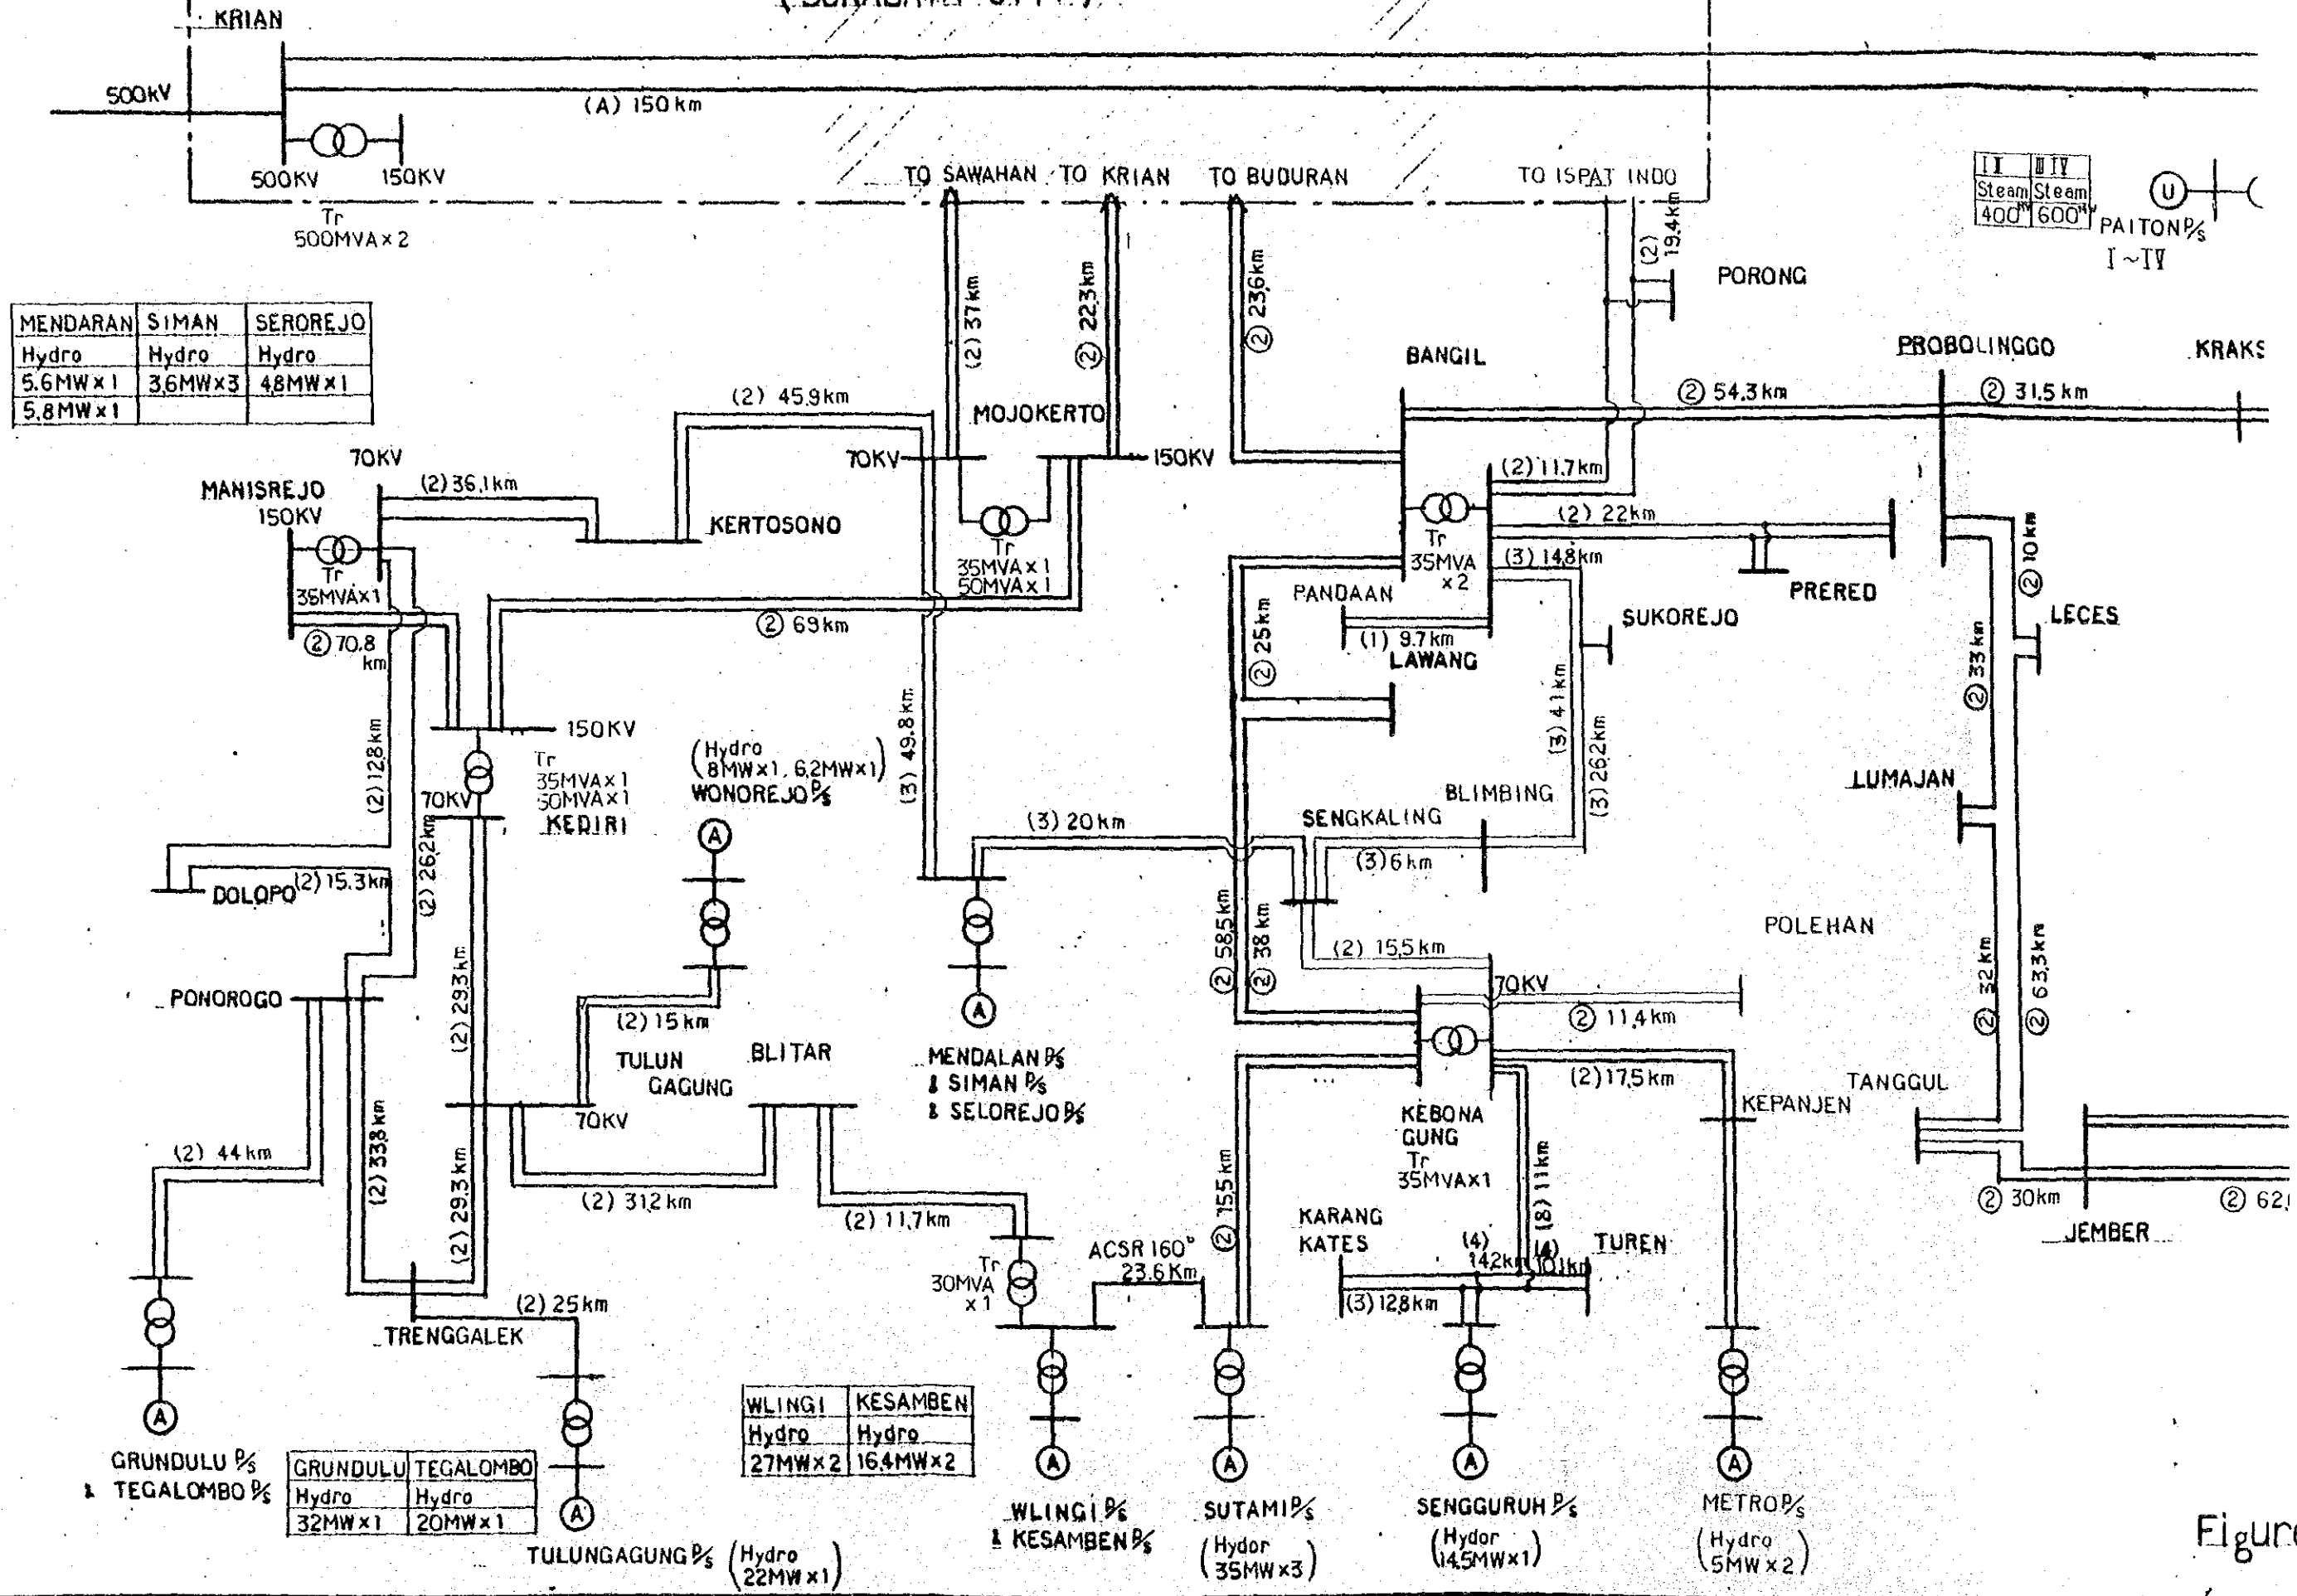 KRIAN
500KV
(A) 150km
500KV
150KV
Tr
500MVA×2
TO SAWAHAN
TO KRIAN
TO BUDURAN
TO ISPAT INDO
I II
III IV
Steam
Steam
400MW
600MW
U
PAITON P/S
I~IV
(2) 37km
② 22.3km
② 23.6km
(2) 19.4km
PORONG
MENDARAN
SIMAN
SEROREJO
Hydro
Hydro
Hydro
5.6MW×1
3.6MW×3
4.8MW×1
5.8MW×1
BANGIL
PROBOLINGGO
KRAKS
② 54.3km
② 31.5km
(2) 45.9km
MOJOKERTO
70KV
150KV
70KV
MANISREJO
150KV
(2) 36.1km
KERTOSONO
Tr
35MVA×1
50MVA×1
Tr
35MVA×1
② 70.8
km
② 69km
(2) 11.7km
(2) 22km
(3) 14.8km
Tr
35MVA
×2
PANDAAN
(1) 9.7km
LAWANG
② 25km
PRERED
SUKOREJO
② 10km
LECES
② 33km
(3) 41km
(3) 26.2km
(2) 12.8km
150KV
Tr
35MVA×1
50MVA×1
KEDIRI
70KV
(Hydro
8MW×1, 6.2MW×1)
WONOREJO P/S
A
(3) 49.8km
(3) 20km
SENGKALING
BLIMBING
(3) 6km
LUMAJAN
(2) 26.2km
DOLOPO
(2) 15.3km
② 58.5km
② 38km
(2) 15.5km
POLEHAN
② 32km
② 63.3km
PONOROGO
(2) 29.3km
(2) 15km
A
70KV
② 11.4km
TULUN
GAGUNG
BLITAR
MENDALAN P/S
& SIMAN P/S
& SELOREJO P/S
(2) 17.5km
KEPANJEN
TANGGUL
70KV
KEBONA
GUNG
Tr
35MVA×1
(2) 44km
(2) 33.8km
(2) 29.3km
(2) 31.2km
(2) 11.7km
② 15.5km
(8) 11km
② 30km
② 62.
JEMBER
KARANG
KATES
(4)
14.2km
(4)
10.1km
TUREN
(3) 12.8km
ACSR 160□
23.6Km
Tr
30MVA
×1
(2) 25km
TRENGGALEK
WLINGI
KESAMBEN
Hydro
Hydro
27MW×2
16.4MW×2
A
GRUNDULU P/S
& TEGALOMBO P/S
GRUNDULU
TEGALOMBO
Hydro
Hydro
32MW×1
20MW×1
A
TULUNGAGUNG P/S
(Hydro
22MW×1)
A
WLINGI P/S
& KESAMBEN P/S
A
SUTAMI P/S
(Hydor
35MW×3)
A
SENGGURUH P/S
(Hydor
14.5MW×1)
A
METRO P/S
(Hydro
5MW×2)
Figure